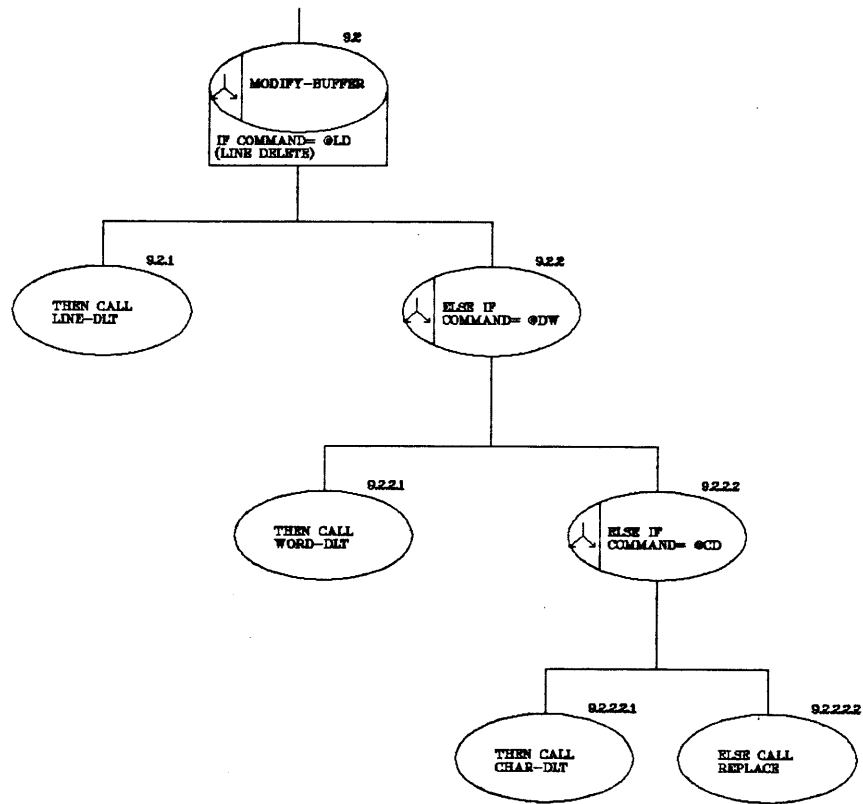 9.2
MODIFY-BUFFER
IF COMMAND= @LD
(LINE DELETE)
9.2.1
THEN CALL
LINE-DLT
9.2.2
ELSE IF
COMMAND= @DW
9.2.2.1
THEN CALL
WORD-DLT
9.2.2.2
ELSE IF
COMMAND= @CD
9.2.2.2.1
THEN CALL
CHAR-DLT
9.2.2.2.2
ELSE CALL
REPLACE